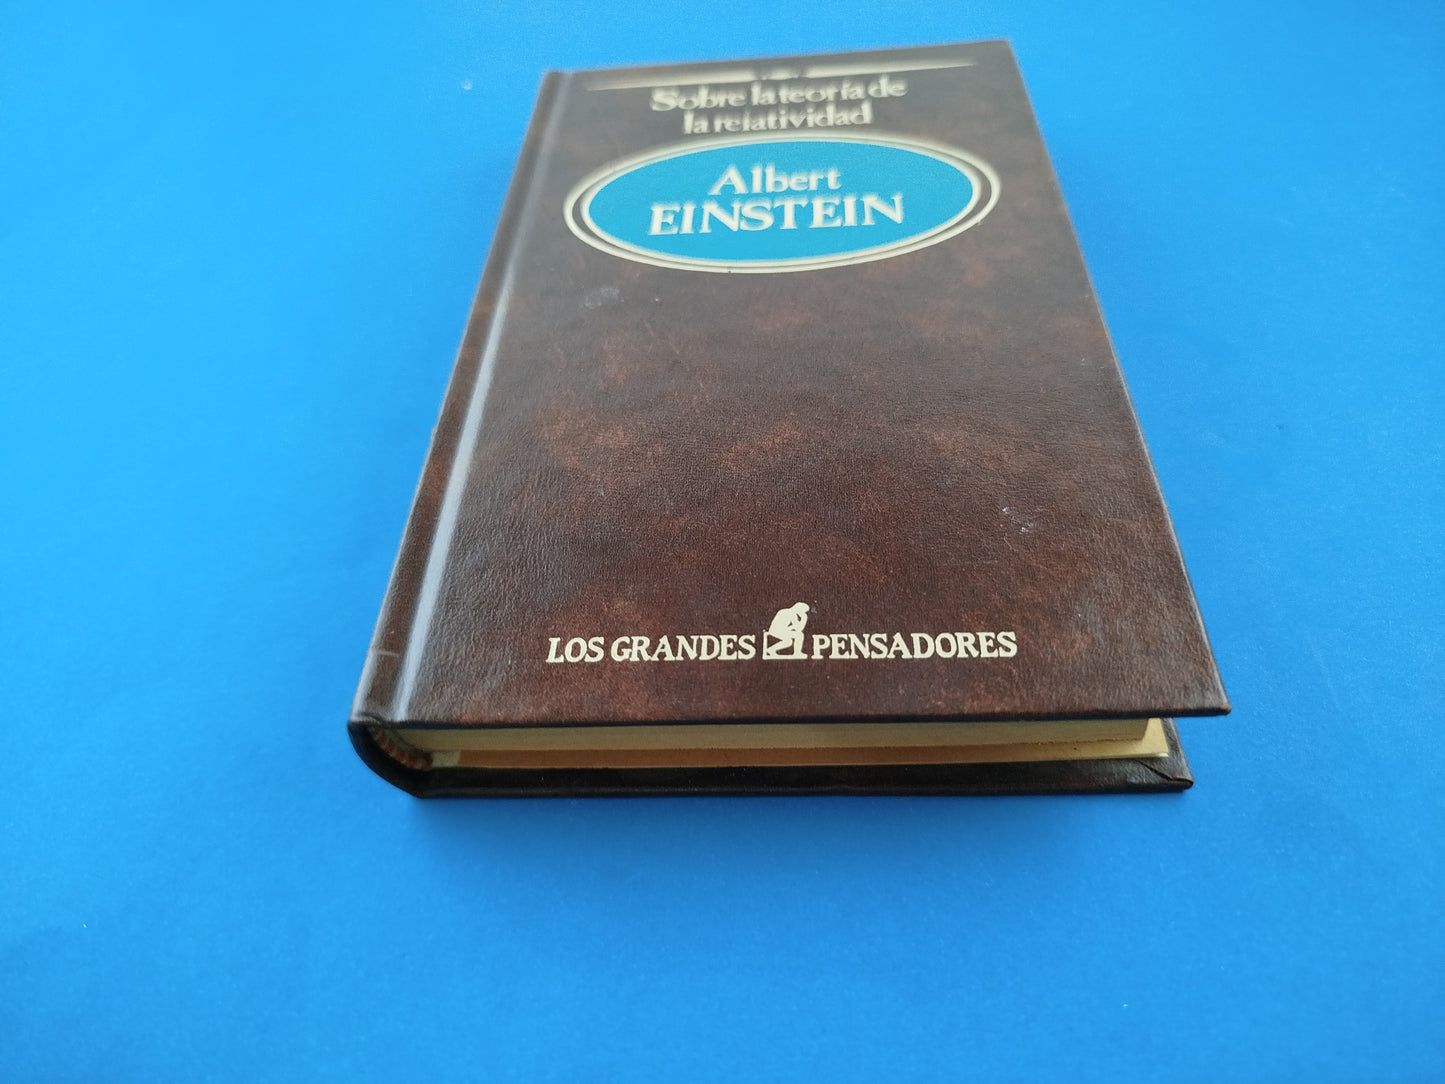 Sobre la teoría de
la relatividad
Albert
EINSTEIN
LOS GRANDES PENSADORES